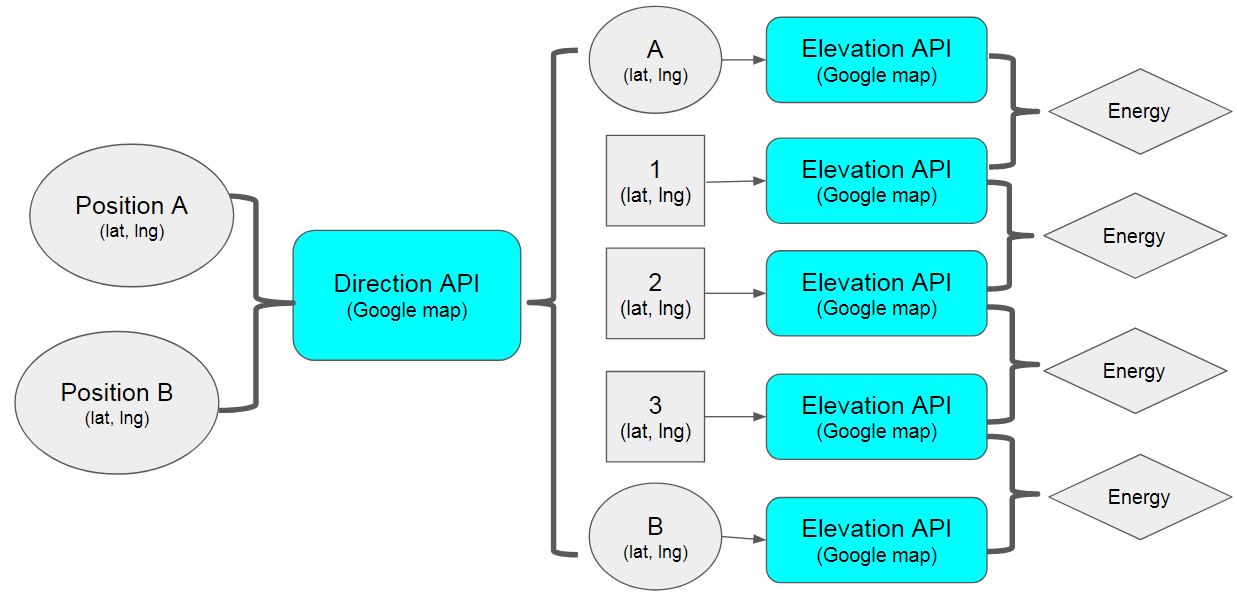 Position A
(lat, lng)
Position B
(lat, lng)
Direction API
(Google map)
A
(lat, lng)
Elevation API
(Google map)
1
(lat, lng)
Elevation API
(Google map)
2
(lat, lng)
Elevation API
(Google map)
3
(lat, lng)
Elevation API
(Google map)
B
(lat, lng)
Elevation API
(Google map)
Energy
Energy
Energy
Energy